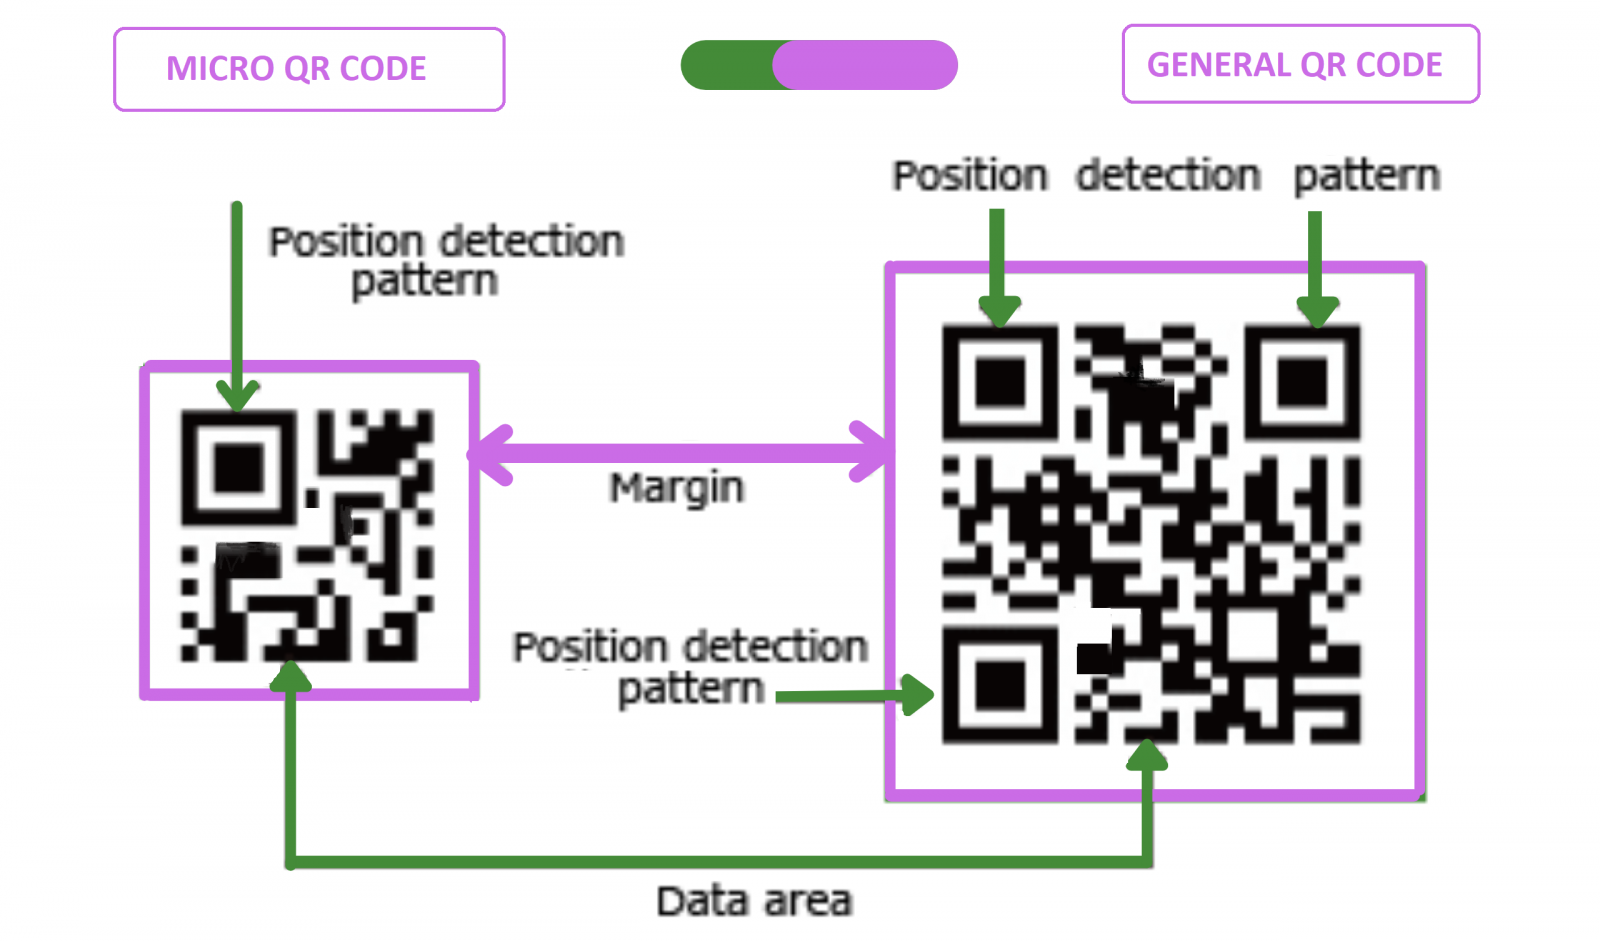 MICRO QR CODE
GENERAL QR CODE
Position detection pattern
Position detection
pattern
Margin
Position detection
pattern
Data area